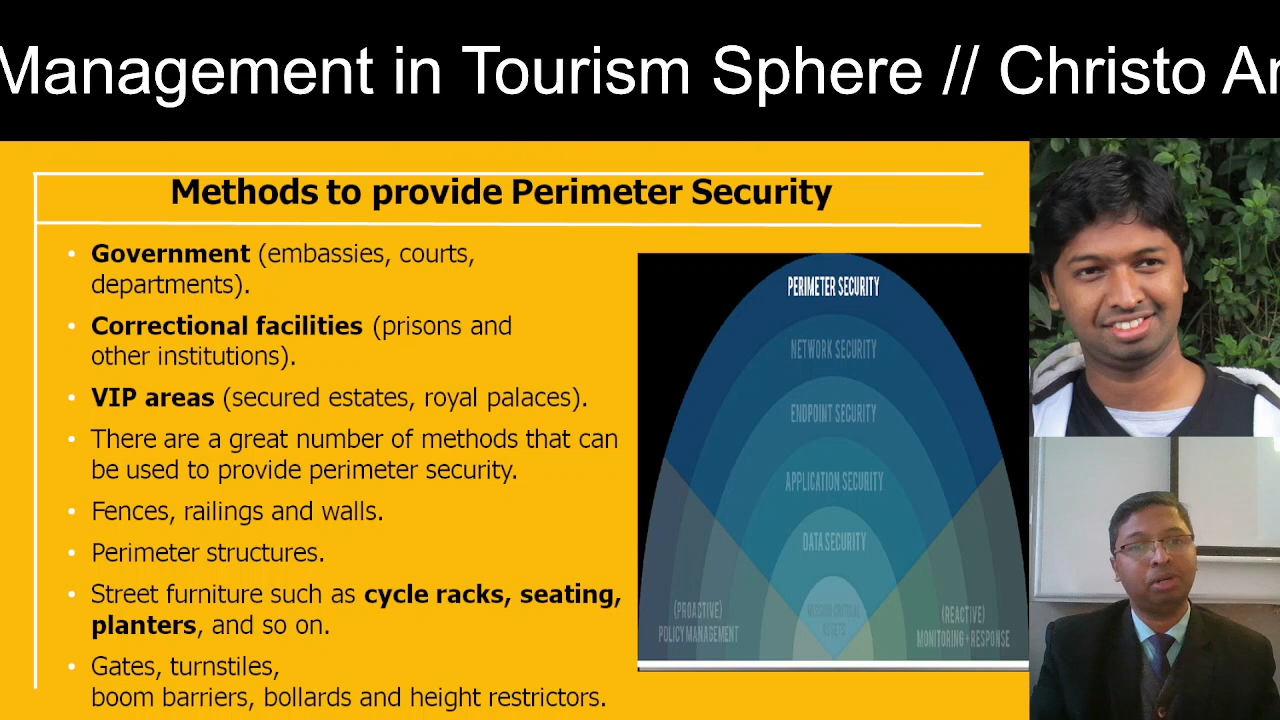 Management in Tourism Sphere // Christo Ar
Methods to provide Perimeter Security
• Government (embassies, courts,
departments).
• Correctional facilities (prisons and
other institutions).
• VIP areas (secured estates, royal palaces).
• There are a great number of methods that can
be used to provide perimeter security.
• Fences, railings and walls.
• Perimeter structures.
• Street furniture such as cycle racks, seating,
planters, and so on.
• Gates, turnstiles,
boom barriers, bollards and height restrictors.
PERIMETER SECURITY
NETWORK SECURITY
ENDPOINT SECURITY
APPLICATION SECURITY
DATA SECURITY
MISSION CRITICAL
ASSETS
(PROACTIVE)
POLICY MANAGEMENT
(REACTIVE)
MONITORING + RESPONSE